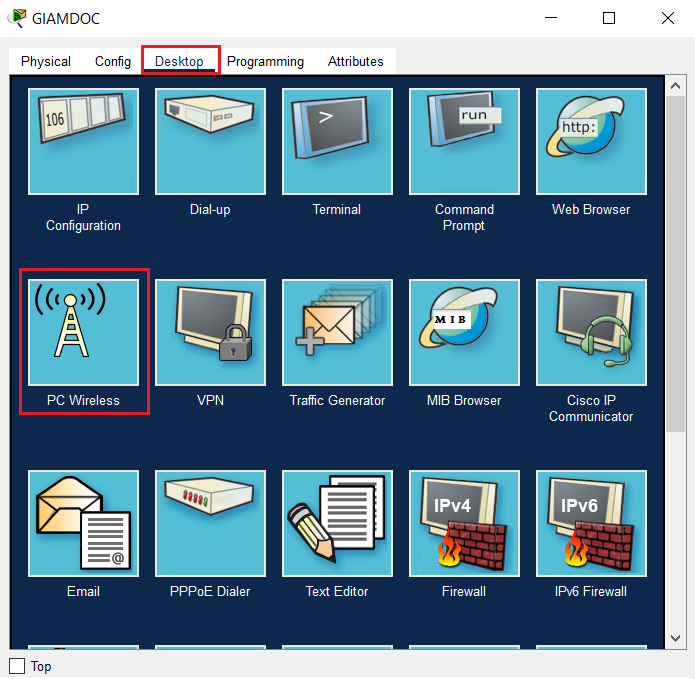 GIAMDOC
Physical Config Desktop Programming Attributes
106
>
run
http:
IP Configuration
Dial-up
Terminal
Command Prompt
Web Browser
MIB
PC Wireless
VPN
Traffic Generator
MIB Browser
Cisco IP Communicator
@
IPv4
IPv6
Email
PPPoE Dialer
Text Editor
Firewall
IPv6 Firewall
Top